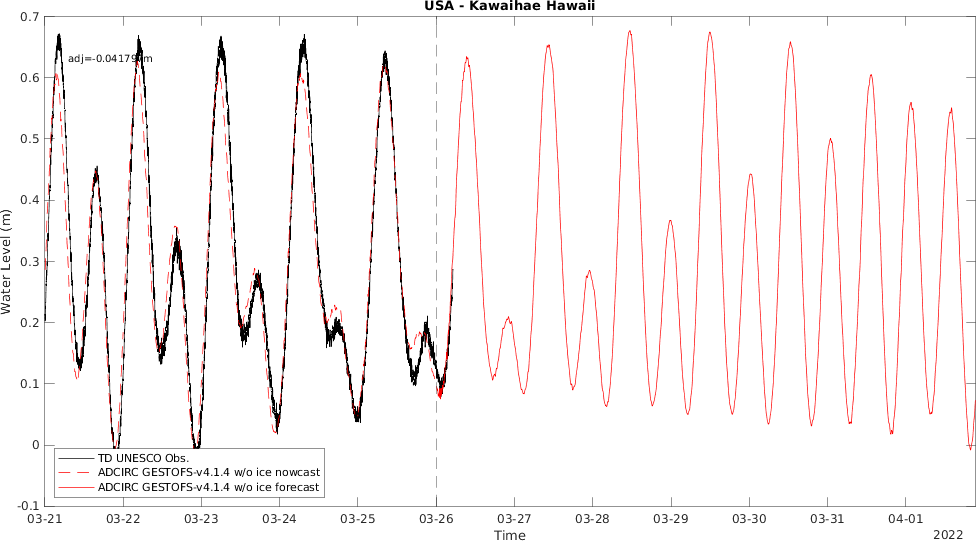 USA - Kawaihae Hawaii
0.7
0.6
0.5
0.4
0.3
0.2
0.1
0
-0.1
Water Level (m)
TD UNESCO Obs.
ADCIRC GESTOFS-v4.1.4 w/o ice nowcast
ADCIRC GESTOFS-v4.1.4 w/o ice forecast
03-21 03-22 03-23 03-24 03-25 03-26 03-27 03-28 03-29 03-30 03-31 04-01
Time
2022